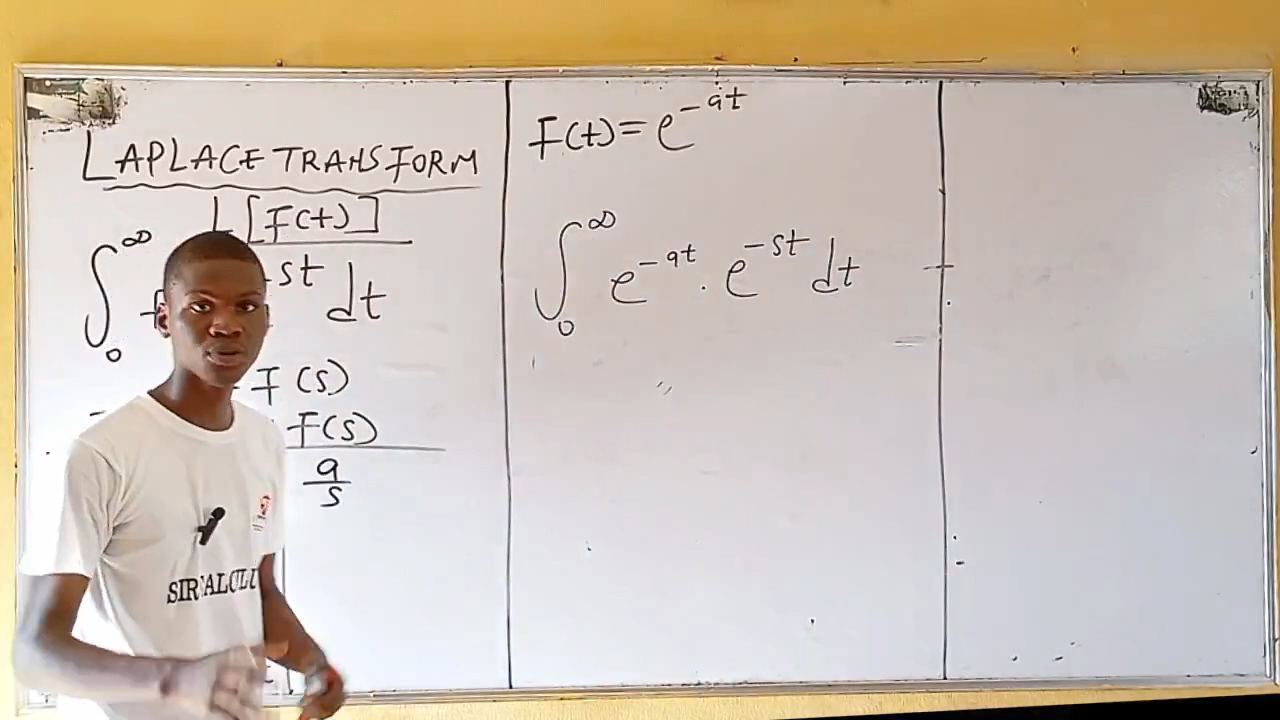 LAPLACE TRANSFORM
L[F(t)]
∫₀^∞ st dt
F(s)
F(s)
a/s
F(t) = e^{-at}
∫₀^∞ e^{-at} . e^{-st} dt